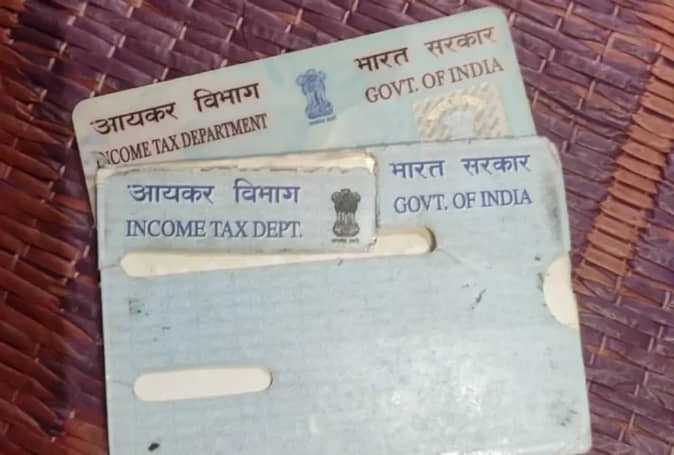 आयकर विभाग
INCOME TAX DEPARTMENT
भारत सरकार
GOVT. OF INDIA
आयकर विभाग
INCOME TAX DEPT.
भारत सरकार
GOVT. OF INDIA